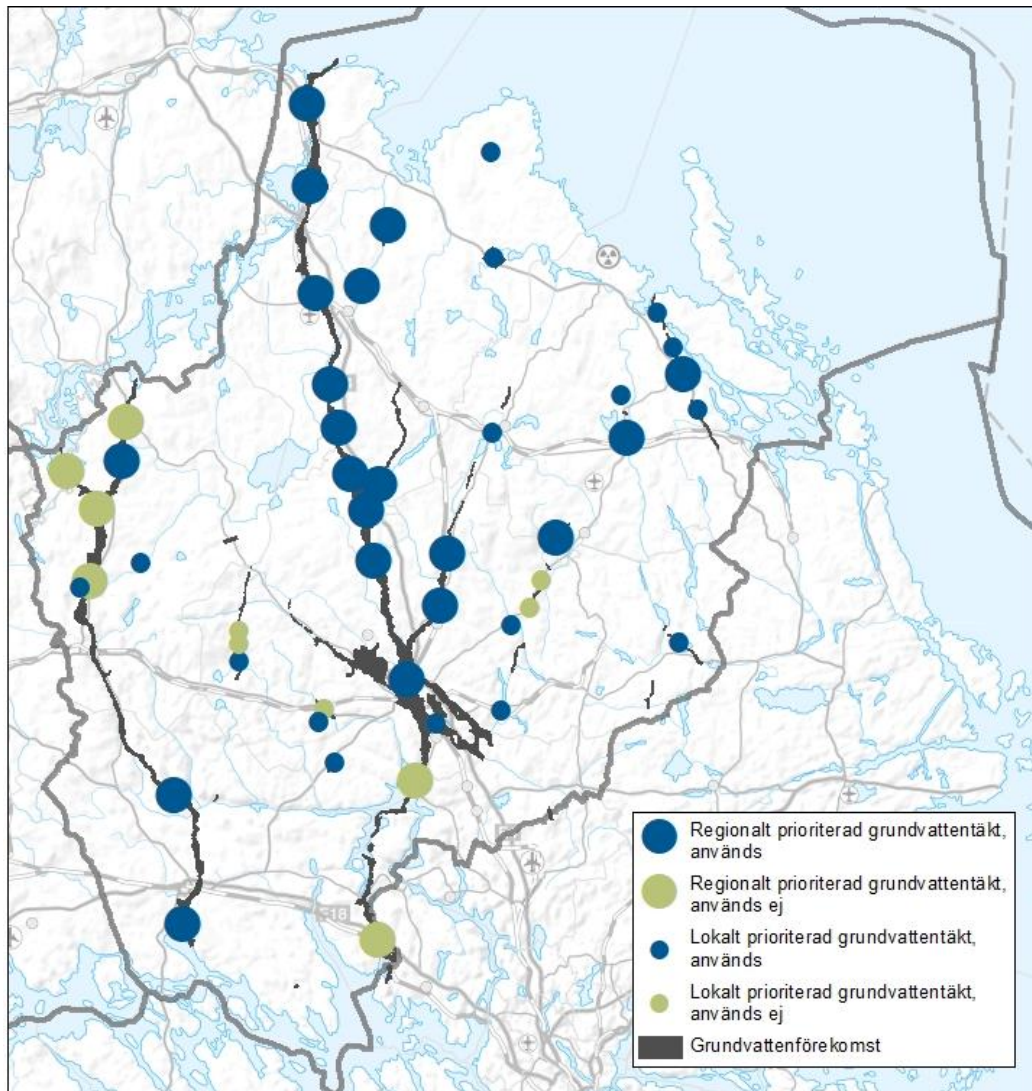 Regionalt prioriterad grundvattentäkt,
används
Regionalt prioriterad grundvattentäkt,
används ej
Lokalt prioriterad grundvattentäkt,
används
Lokalt prioriterad grundvattentäkt,
används ej
Grundvattenförekomst